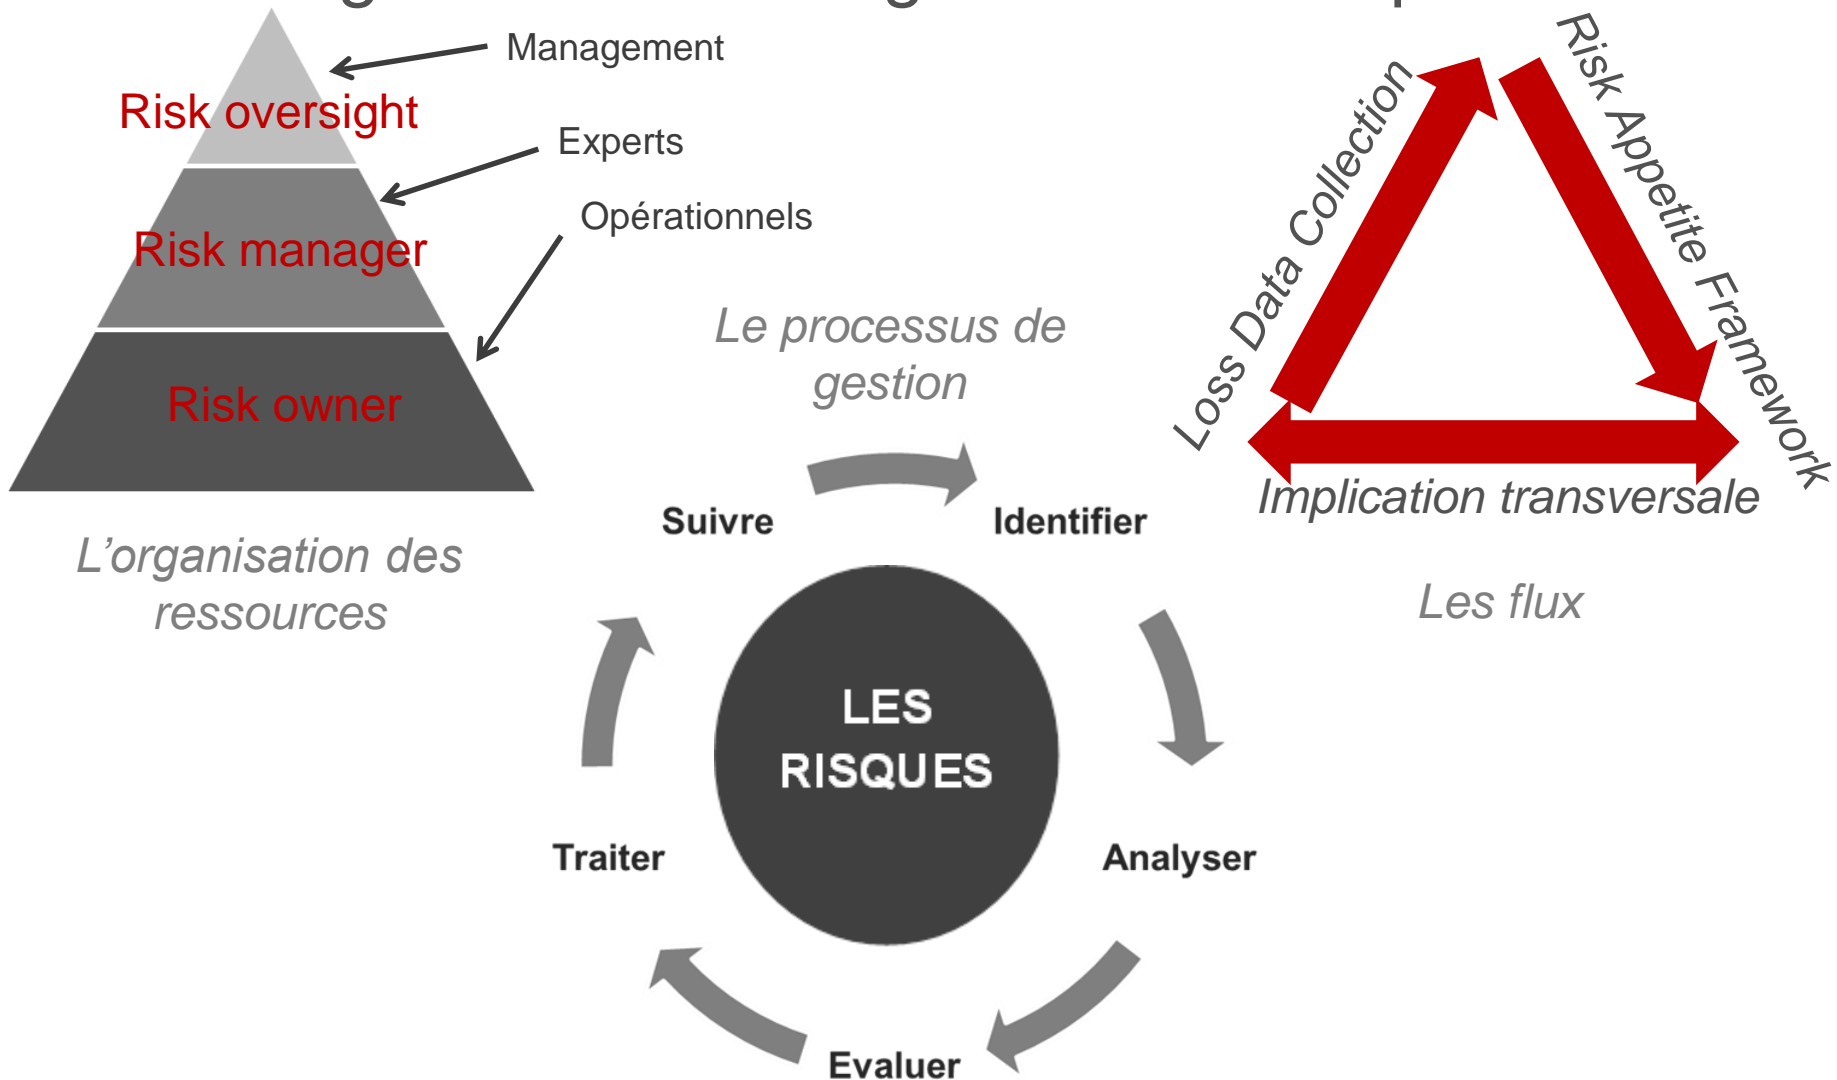 Management
Risk oversight
Experts
Opérationnels
Risk manager
Risk owner
L’organisation des
ressources
Le processus de
gestion
Suivre
Identifier
Analyser
Evaluer
Traiter
LES
RISQUES
Loss Data Collection
Risk Appetite Framework
Implication transversale
Les flux